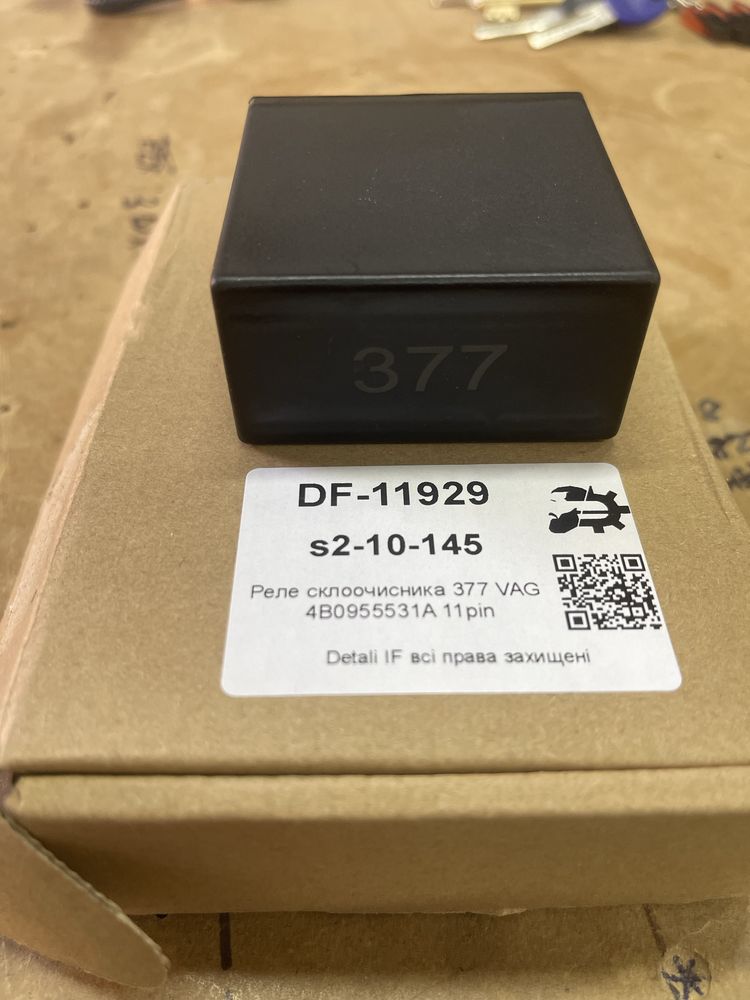 377
DF-11929
s2-10-145
Реле склоочисника 377 VAG
4B0955531A 11pin
Detali IF всі права захищені